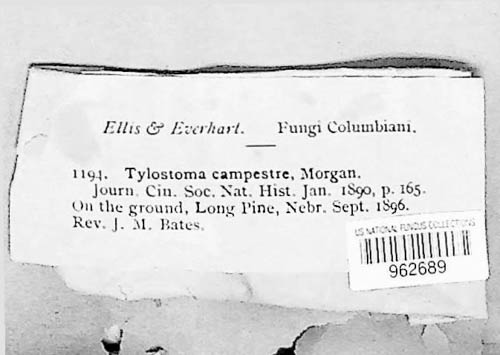 Ellis & Everhart. Fungi Columbiani.
1194. Tylostoma campestre, Morgan.
Journ. Cin. Soc. Nat. Hist. Jan. 1890, p. 165.
On the ground, Long Pine, Nebr. Sept. 1896.
Rev. J. M. Bates.
US NATIONAL FUNGUS COLLECTIONS
962689